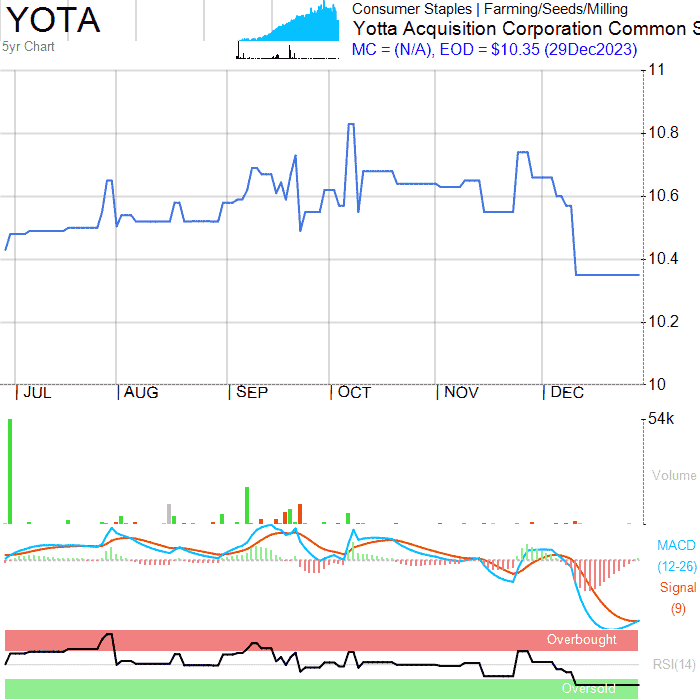 YOTA
5yr Chart
Consumer Staples | Farming/Seeds/Milling
Yotta Acquisition Corporation Common S
MC = (N/A), EOD = $10.35 (29Dec2023)
11
10.8
10.6
10.4
10.2
10
JUL AUG SEP OCT NOV DEC
54k
Volume
MACD
(12-26)
Signal
(9)
Overbought
RSI(14)
Oversold